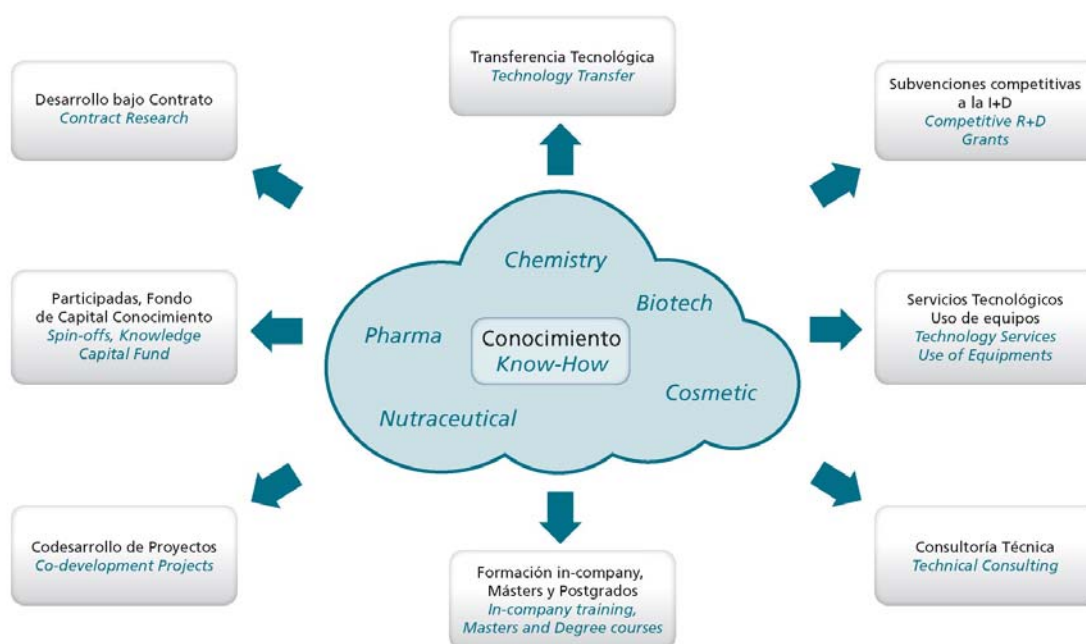 Transferencia Tecnológica
Technology Transfer
Desarrollo bajo Contrato
Contract Research
Subvenciones competitivas
a la I+D
Competitive R+D
Grants
Chemistry
Biotech
Pharma
Conocimiento
Know-How
Cosmetic
Nutraceutical
Participadas, Fondo
de Capital Conocimiento
Spin-offs, Knowledge
Capital Fund
Servicios Tecnológicos
Uso de equipos
Technology Services
Use of Equipments
Codesarrollo de Proyectos
Co-development Projects
Formación in-company,
Másters y Postgrados
In-company training,
Masters and Degree courses
Consultoría Técnica
Technical Consulting